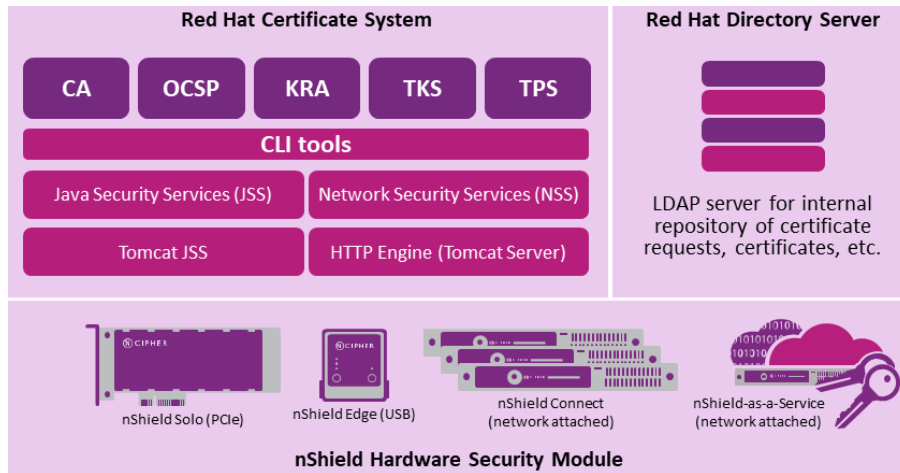 Red Hat Certificate System
CA
OCSP
KRA
TKS
TPS
CLI tools
Java Security Services (JSS)
Network Security Services (NSS)
Tomcat JSS
HTTP Engine (Tomcat Server)
Red Hat Directory Server
LDAP server for internal
repository of certificate
requests, certificates, etc.
N CIPHER
nShield Solo (PCIe)
N CIPHER
nShield Edge (USB)
nShield Connect
(network attached)
nShield-as-a-Service
(network attached)
nShield Hardware Security Module